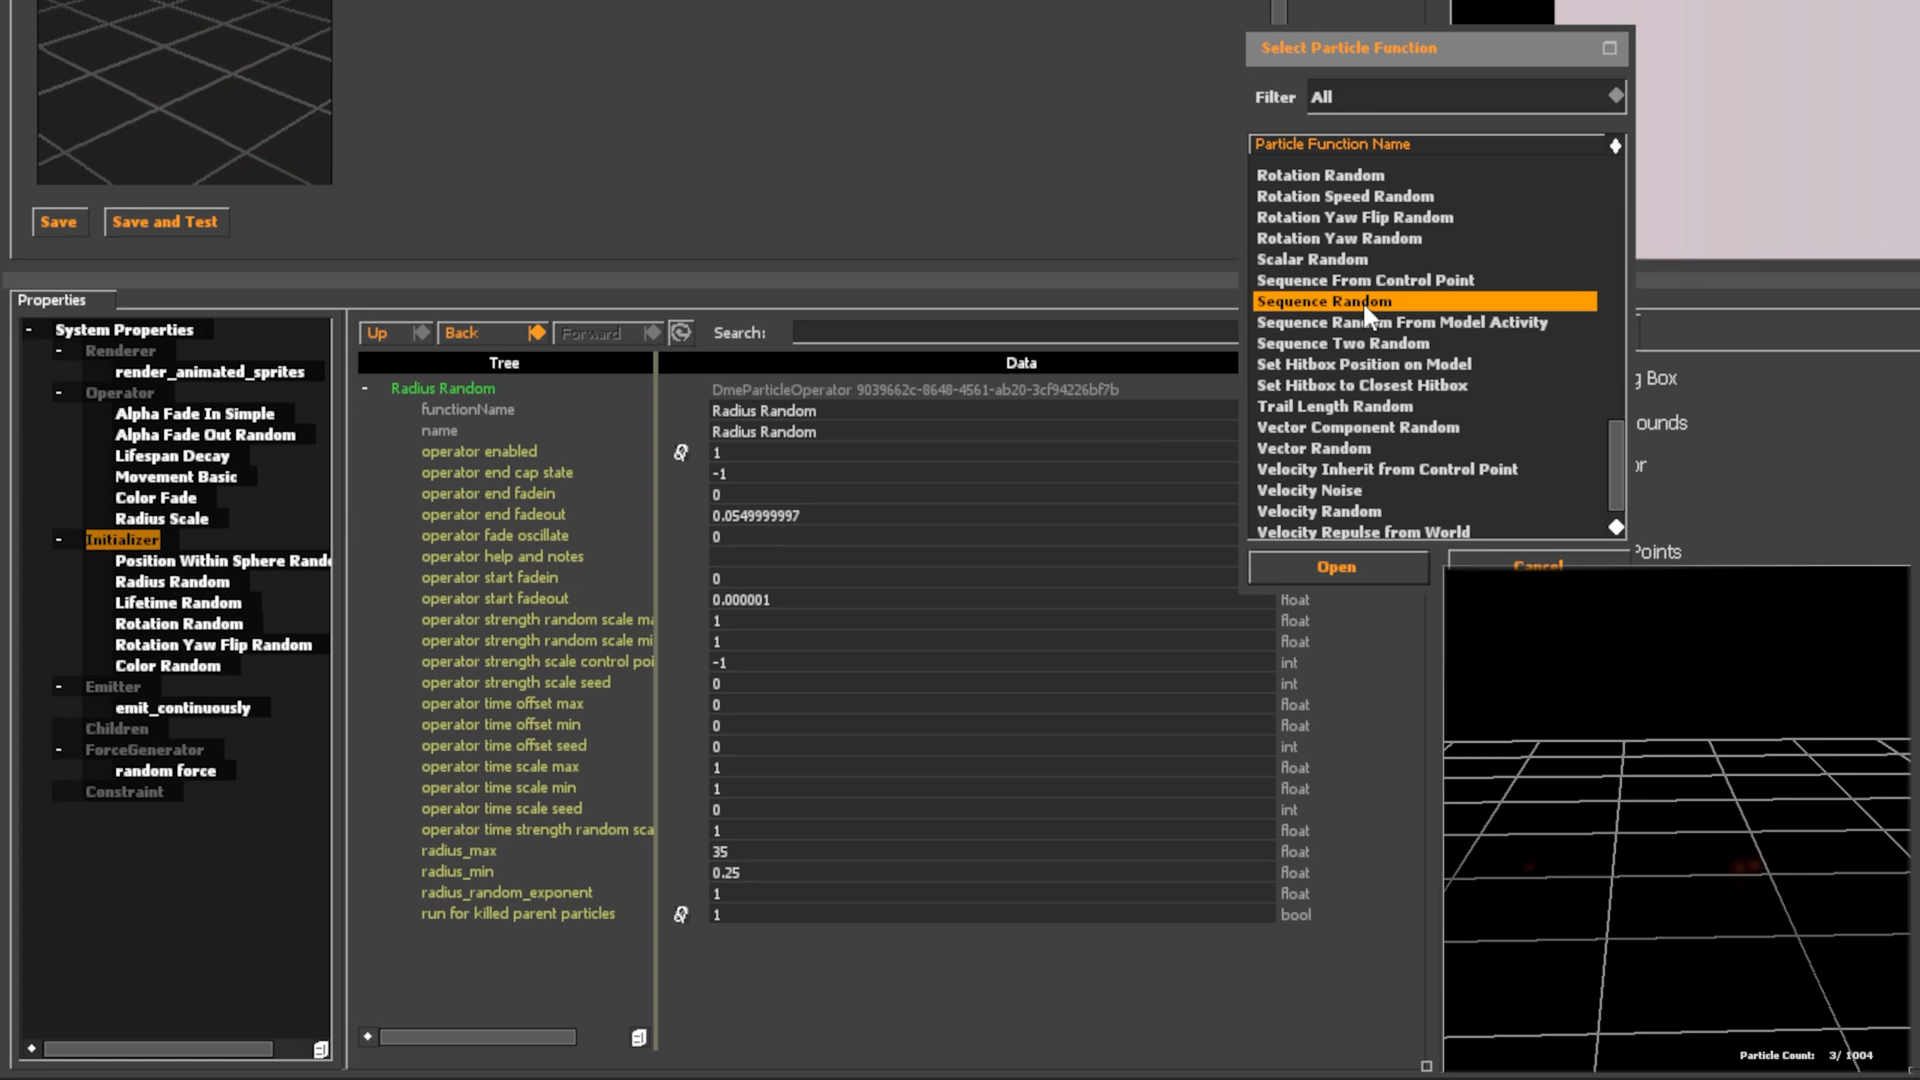 Select Particle Function
Filter All
Particle Function Name
Rotation Random
Rotation Speed Random
Rotation Yaw Flip Random
Rotation Yaw Random
Scalar Random
Sequence From Control Point
Sequence Random
Sequence Random From Model Activity
Sequence Two Random
Set Hitbox Position on Model
Set Hitbox to Closest Hitbox
Trail Length Random
Vector Component Random
Vector Random
Velocity Inherit from Control Point
Velocity Noise
Velocity Random
Velocity Repulse from World
Open Cancel
Save Save and Test
Properties
System Properties
Renderer
render_animated_sprites
Operator
Alpha Fade In Simple
Alpha Fade Out Random
Lifespan Decay
Movement Basic
Color Fade
Radius Scale
Initializer
Position Within Sphere Rand
Radius Random
Lifetime Random
Rotation Random
Rotation Yaw Flip Random
Color Random
Emitter
emit_continuously
Children
ForceGenerator
random force
Constraint
Up Back Forward Search:
Tree Data
Radius Random DmeParticleOperator 9039662c-8648-4561-ab20-3cf94226bf7b
functionName Radius Random
name Radius Random
operator enabled 1
operator end cap state -1
operator end fadein 0
operator end fadeout 0.0549999997
operator fade oscillate 0
operator help and notes
operator start fadein 0
operator start fadeout 0.000001 float
operator strength random scale ma 1 float
operator strength random scale mi 1 float
operator strength scale control poi -1 int
operator strength scale seed 0 int
operator time offset max 0 float
operator time offset min 0 float
operator time offset seed 0 int
operator time scale max 1 float
operator time scale min 1 float
operator time scale seed 0 int
operator time strength random sca 1 float
radius_max 35 float
radius_min 0.25 float
radius_random_exponent 1 float
run for killed parent particles 1 bool
g Box
ounds
or
Points
Particle Count: 3/ 1004